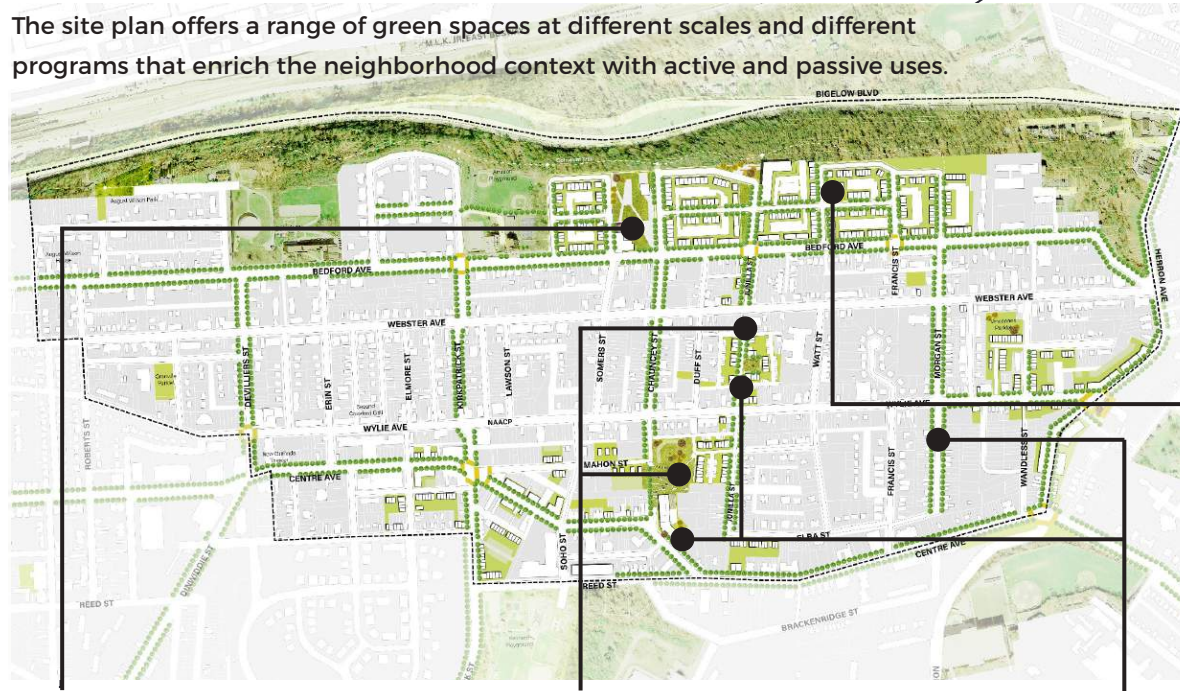 The site plan offers a range of green spaces at different scales and different
programs that enrich the neighborhood context with active and passive uses.
BIGELOW BLVD
August Wilson Park
BEDFORD AVE
BEDFORD AVE
FRANCIS ST
HERRON AVE
WEBSTER AVE
WEBSTER AVE
DEVILLIERS ST
ERIN ST
ELMORE ST
KIRKPATRICK ST
LAWSON ST
SOMERS ST
CHAUNCEY ST
DUFF ST
WATT ST
MORGAN ST
WYLIE AVE
WYLIE AVE
NAACP
ROBERTS ST
MAHON ST
CENTRE AVE
FRANCIS ST
WANDLESS ST
DINWIDDIE ST
SOHO ST
ELBA ST
CENTRE AVE
REED ST
REED ST
BRACKENRIDGE ST